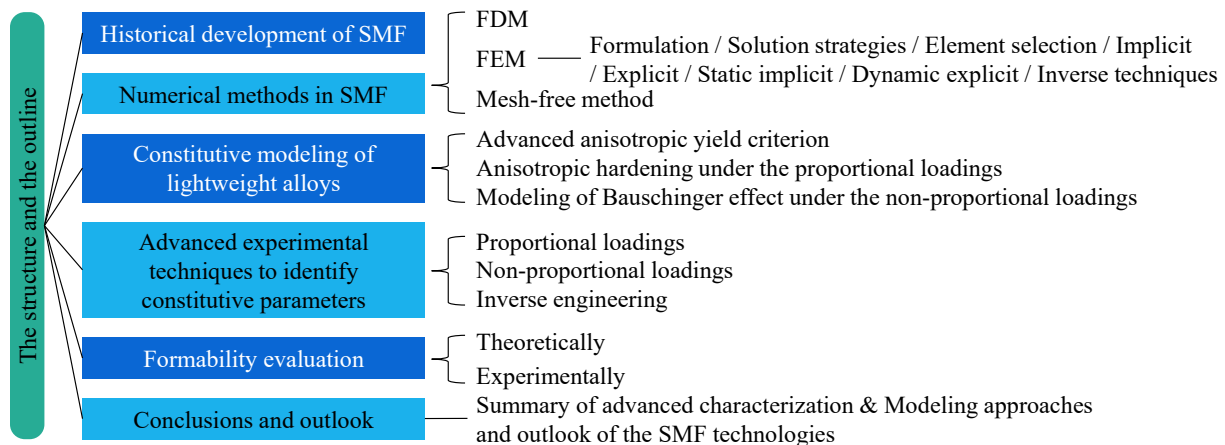 The structure and the outline
Historical development of SMF
Numerical methods in SMF
FDM
FEM
Formulation / Solution strategies / Element selection / Implicit
/ Explicit / Static implicit / Dynamic explicit / Inverse techniques
Mesh-free method
Constitutive modeling of
lightweight alloys
Advanced anisotropic yield criterion
Anisotropic hardening under the proportional loadings
Modeling of Bauschinger effect under the non-proportional loadings
Advanced experimental
techniques to identify
constitutive parameters
Proportional loadings
Non-proportional loadings
Inverse engineering
Formability evaluation
Theoretically
Experimentally
Conclusions and outlook
Summary of advanced characterization & Modeling approaches
and outlook of the SMF technologies